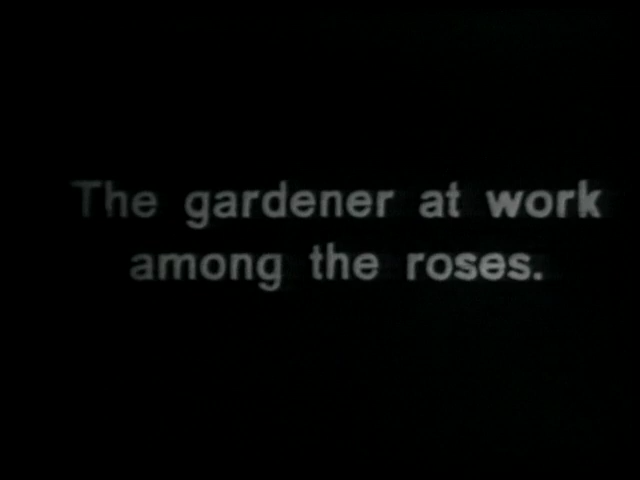 The gardener at work
among the roses.